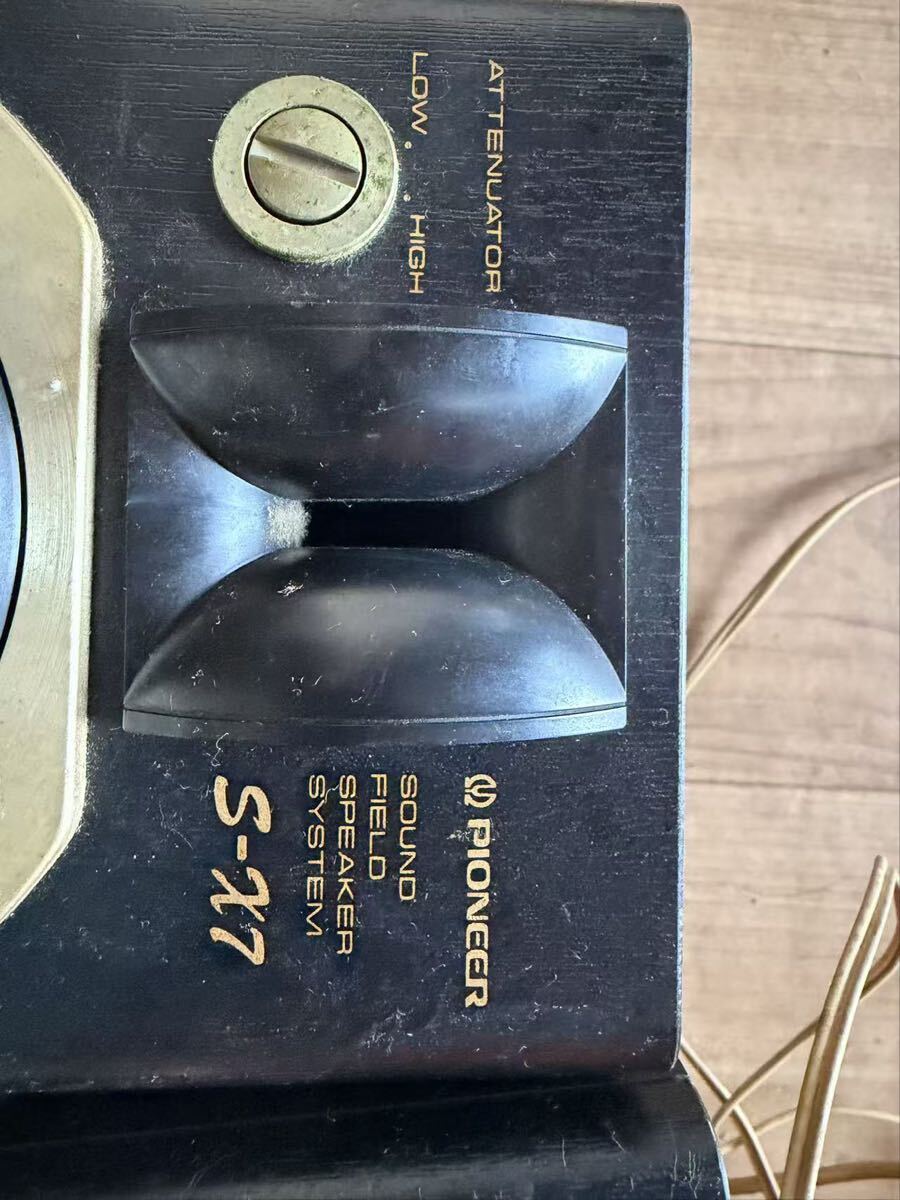 ATTENUATOR
LOW. . HIGH
PIONEER
SOUND
FIELD
SPEAKER
SYSTEM
S-X7